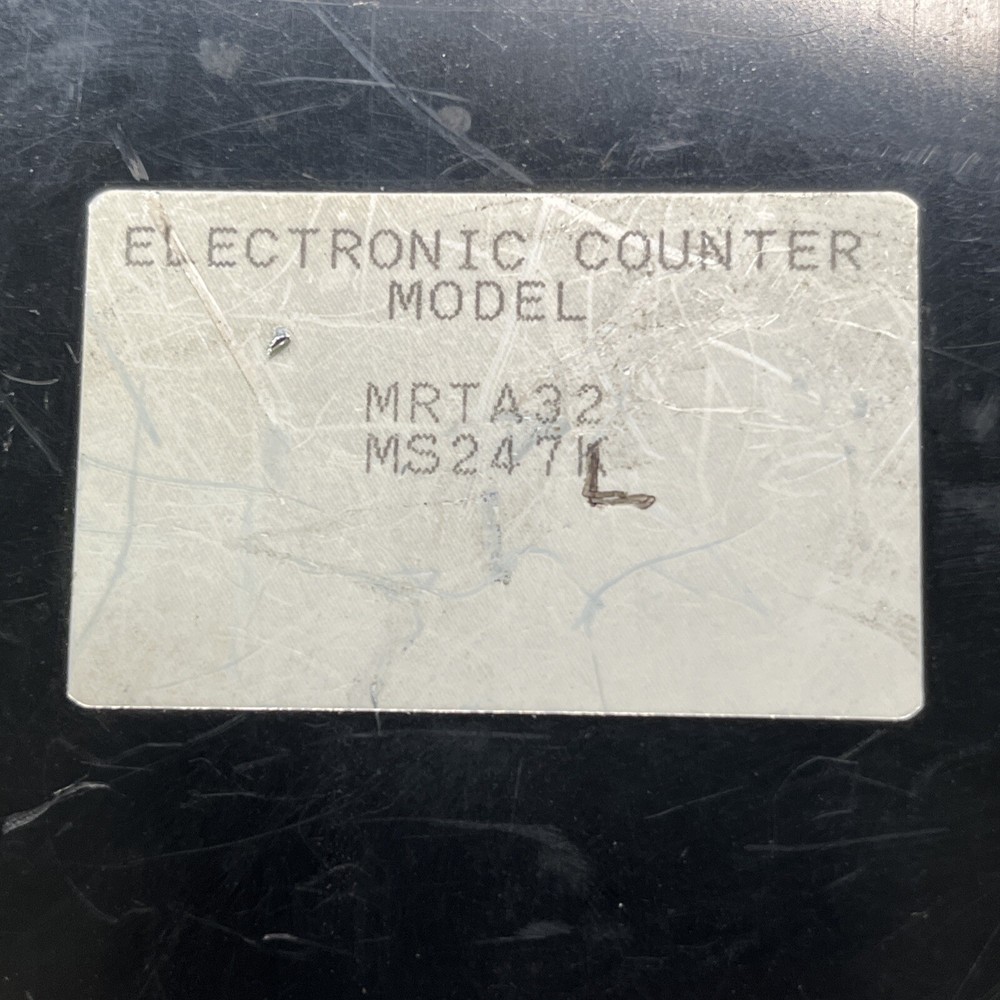 ELECTRONIC COUNTER
MODEL
MRTA32
MS247K
L